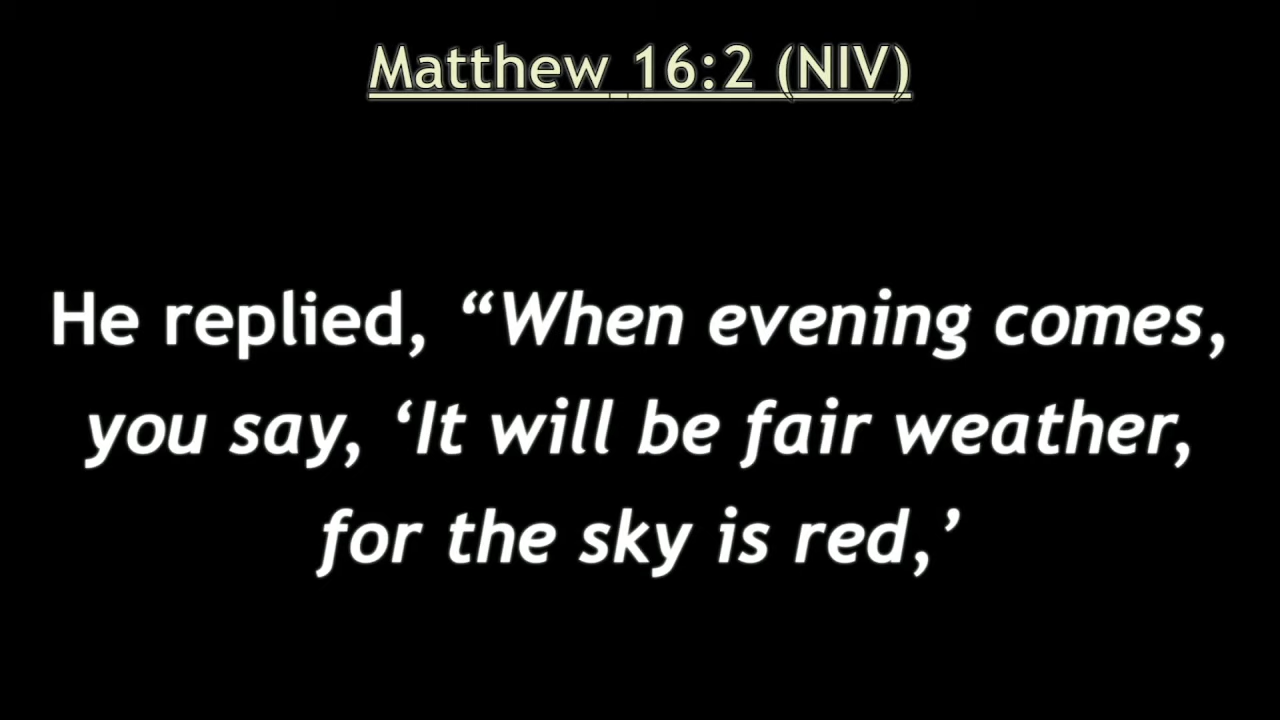 Matthew 16:2 (NIV)
He replied, “When evening comes,
you say, ‘It will be fair weather,
for the sky is red,’